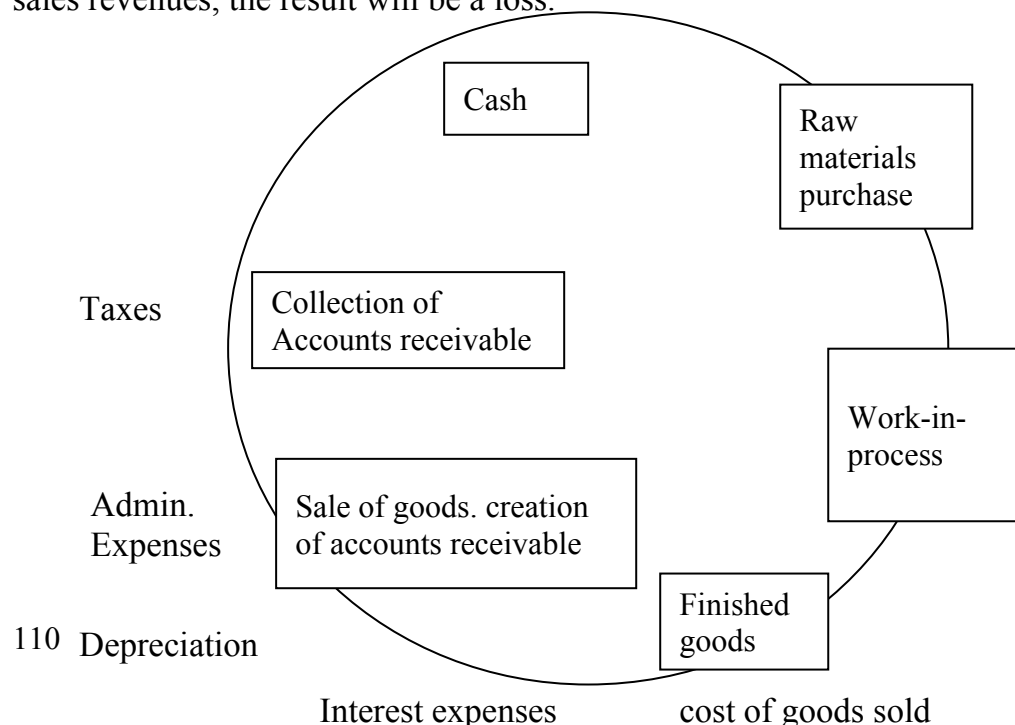 sales revenues, the result will be a loss.
Cash
Raw
materials
purchase
Taxes
Collection of
Accounts receivable
Work-in-
process
Admin.
Expenses
Sale of goods. creation
of accounts receivable
Finished
goods
110 Depreciation
Interest expenses
cost of goods sold